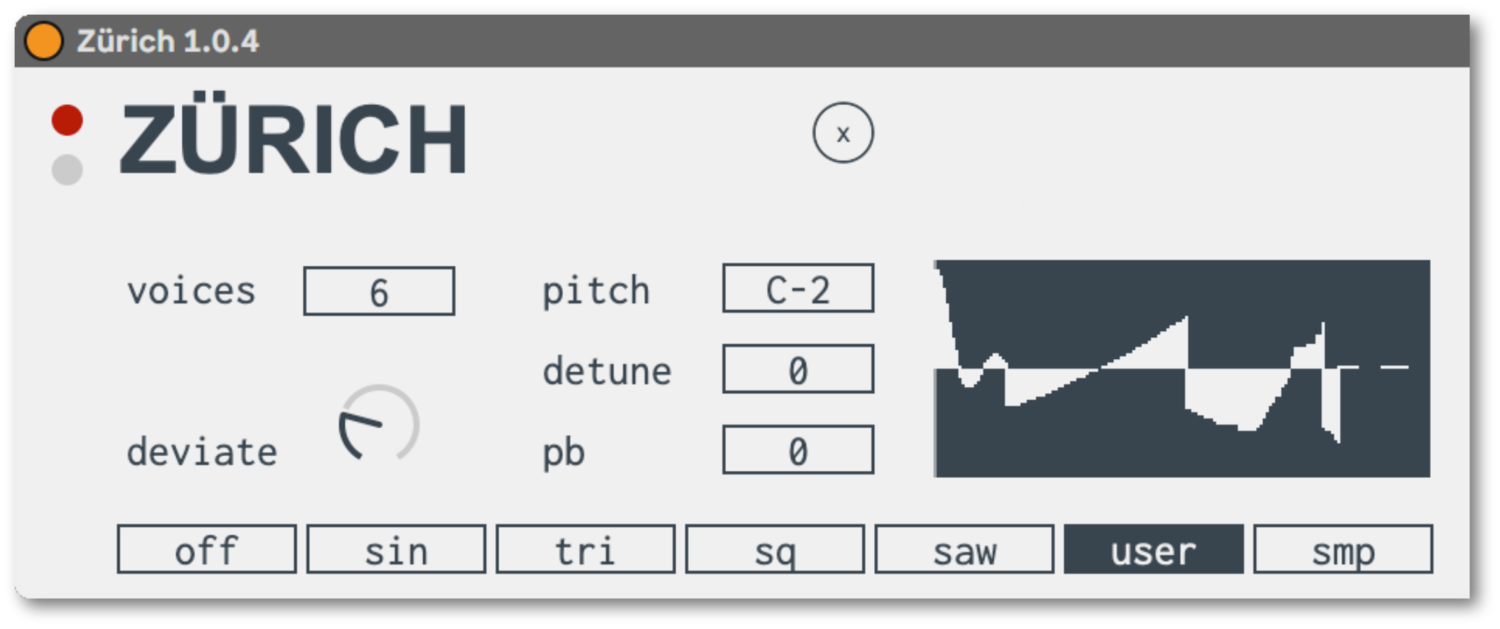 Zürich 1.0.4
ZÜRICH
x
voices 6 pitch C-2
detune 0
deviate pb 0
off sin tri sq saw user smp